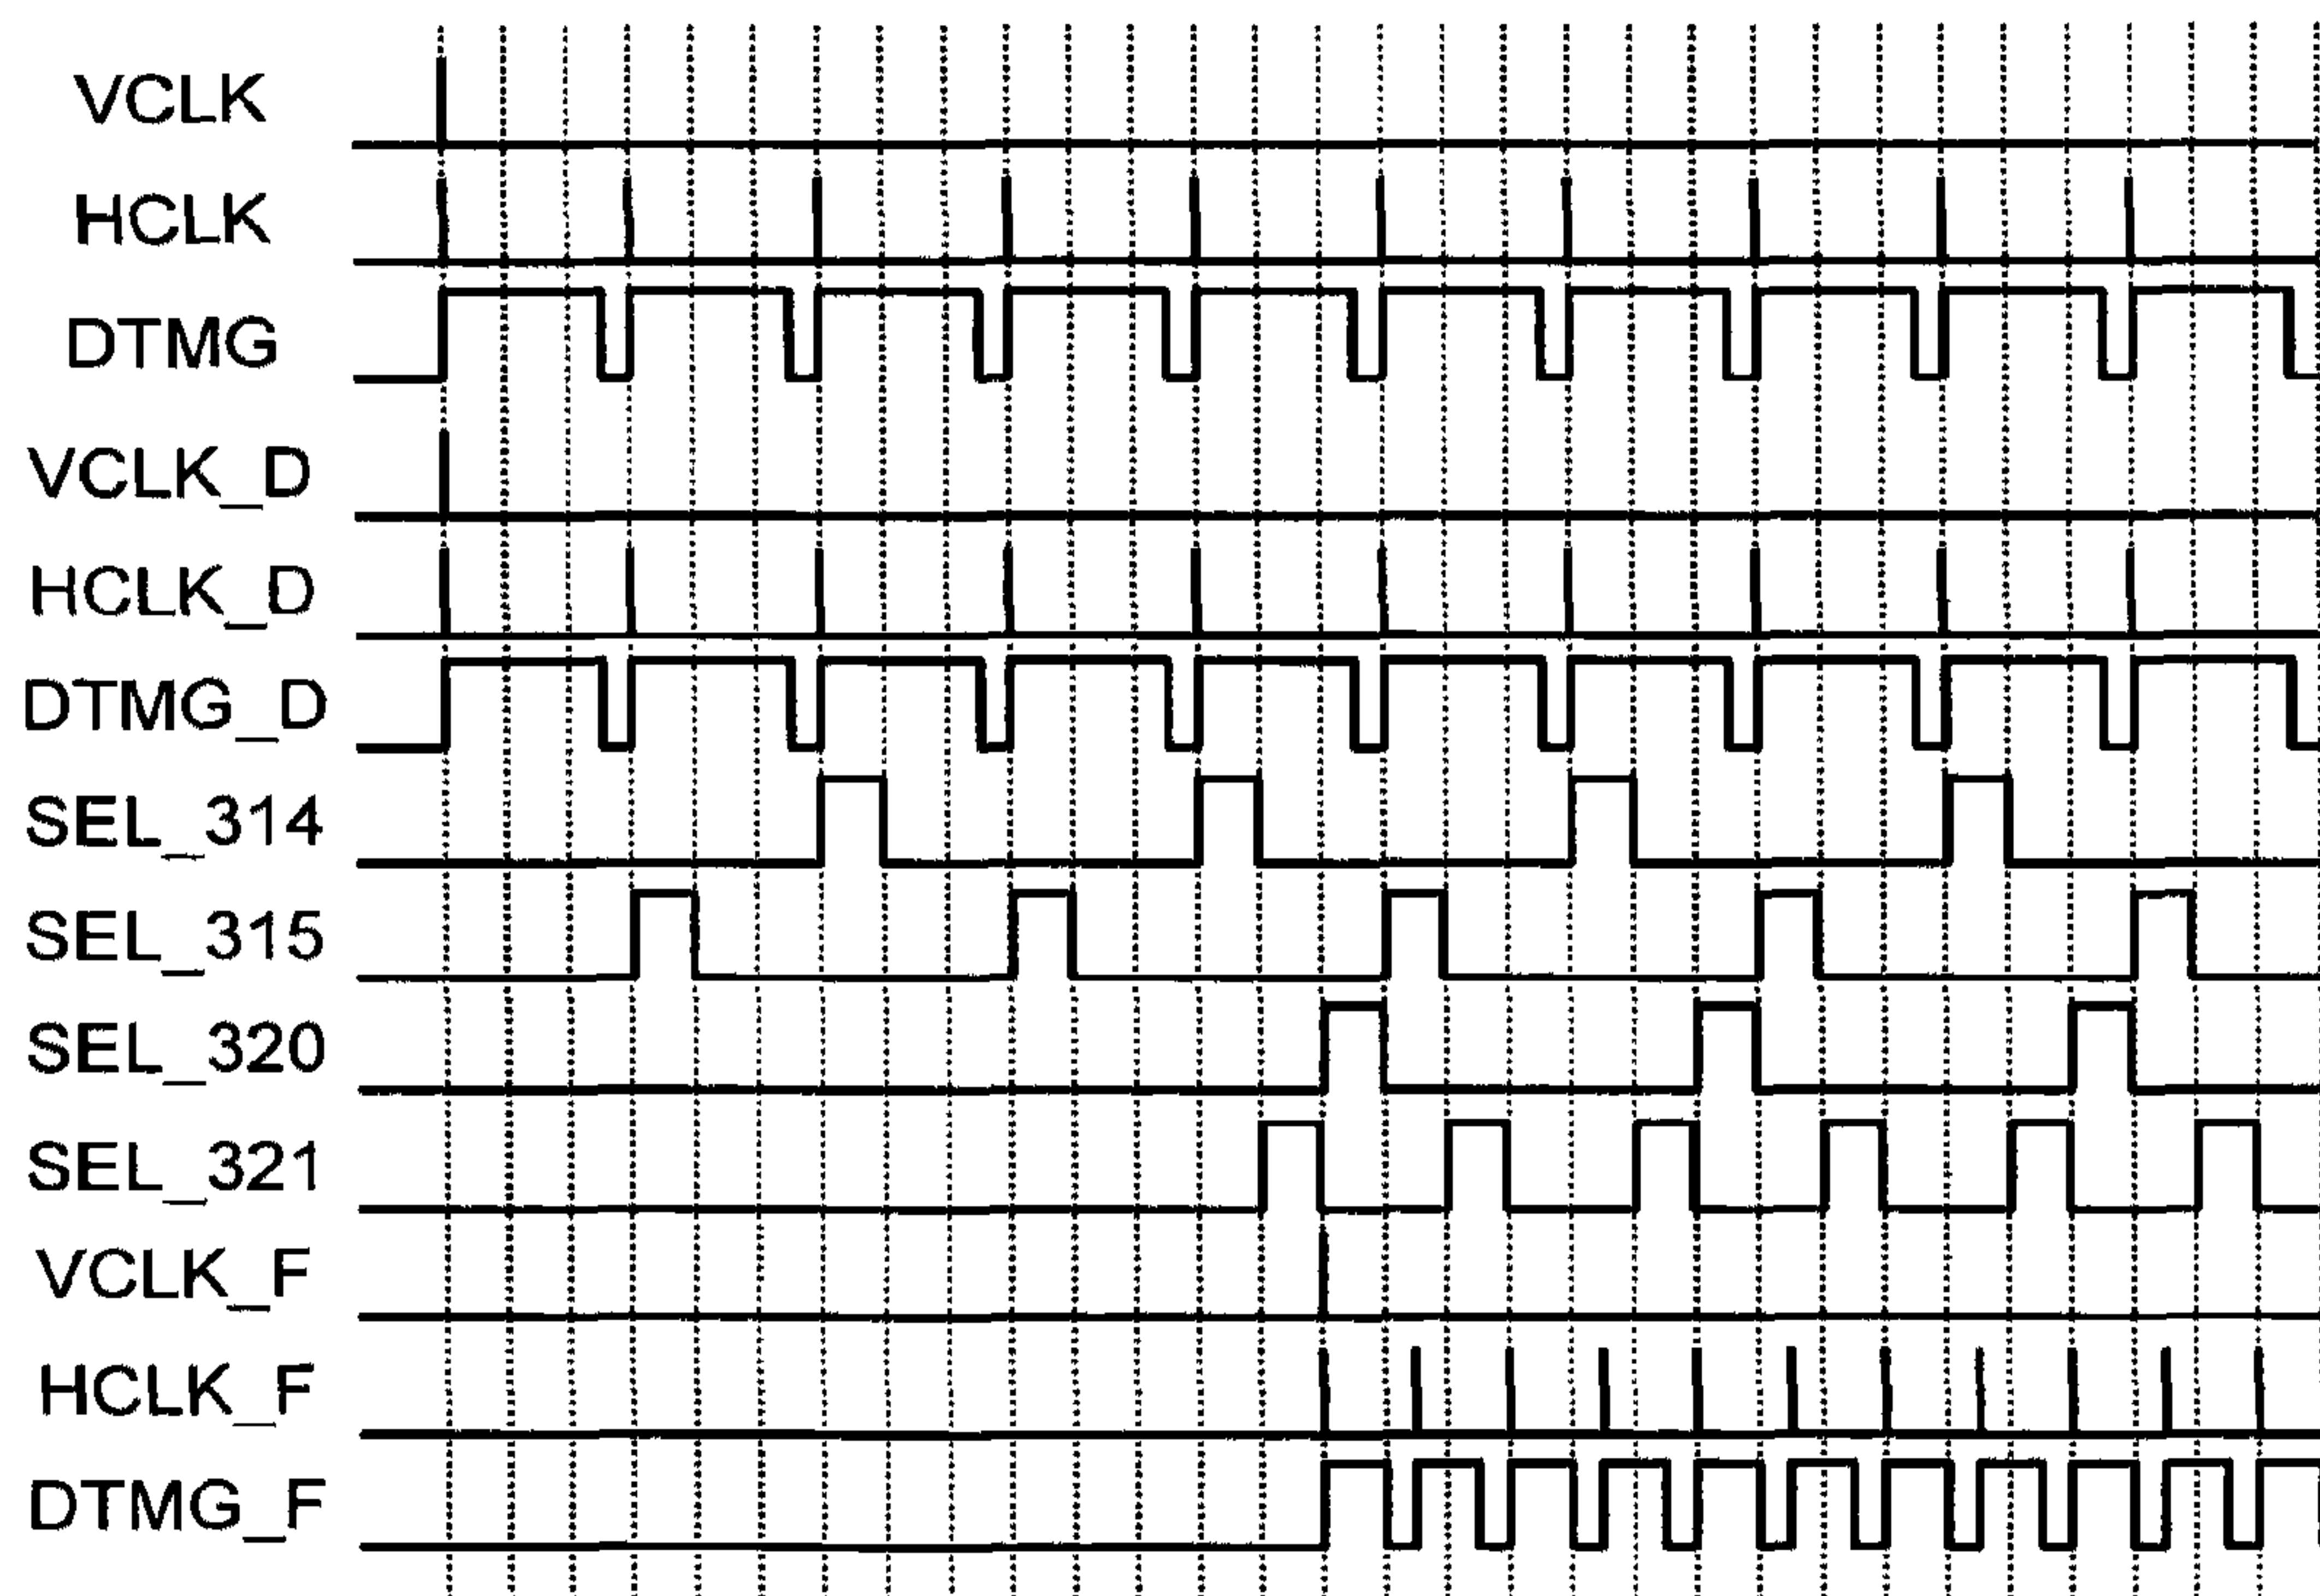 VCLK
HCLK
DTMG
VCLK_D
HCLK_D
DTMG_D
SEL_314
SEL_315
SEL_320
SEL_321
VCLK_F
HCLK_F
DTMG_F